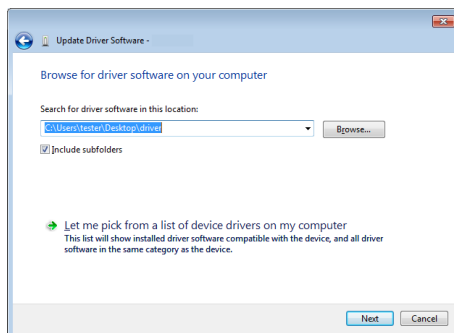 Update Driver Software -
Browse for driver software on your computer
Search for driver software in this location:
C:\Users\tester\Desktop\driver
Browse...
Include subfolders
Let me pick from a list of device drivers on my computer
This list will show installed driver software compatible with the device, and all driver
software in the same category as the device.
Next
Cancel